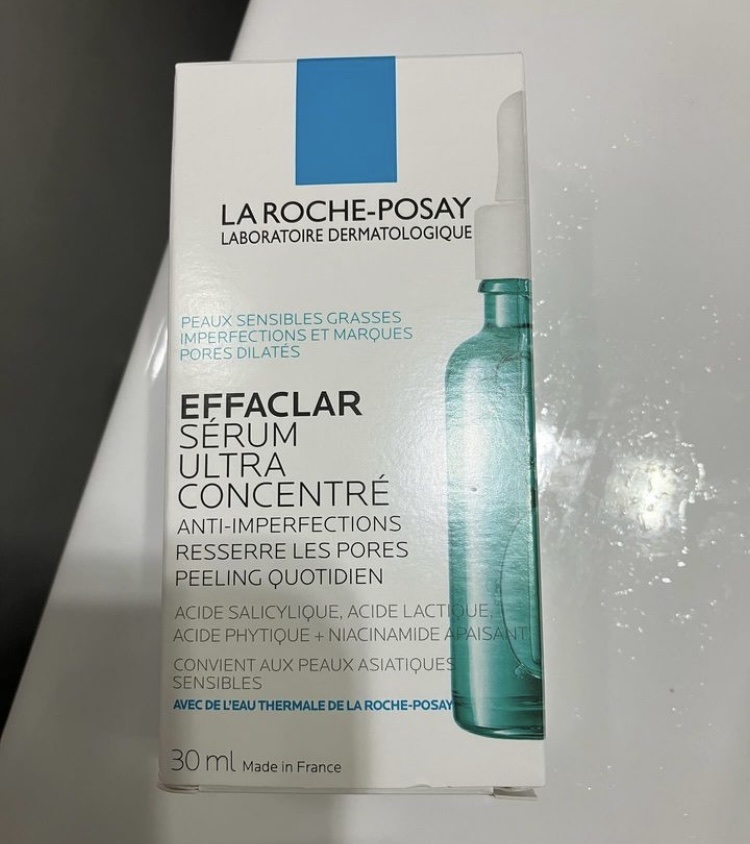 LA ROCHE-POSAY
LABORATOIRE DERMATOLOGIQUE
PEAUX SENSIBLES GRASSES
IMPERFECTIONS ET MARQUES
PORES DILATÉS
EFFACLAR
SÉRUM
ULTRA
CONCENTRÉ
ANTI-IMPERFECTIONS
RESSERRE LES PORES
PEELING QUOTIDIEN
ACIDE SALICYLIQUE, ACIDE LACTIQUE,
ACIDE PHYTIQUE + NIACINAMIDE APAISANT
CONVIENT AUX PEAUX ASIATIQUES
SENSIBLES
AVEC DE L'EAU THERMALE DE LA ROCHE-POSAY
30 ml Made in France